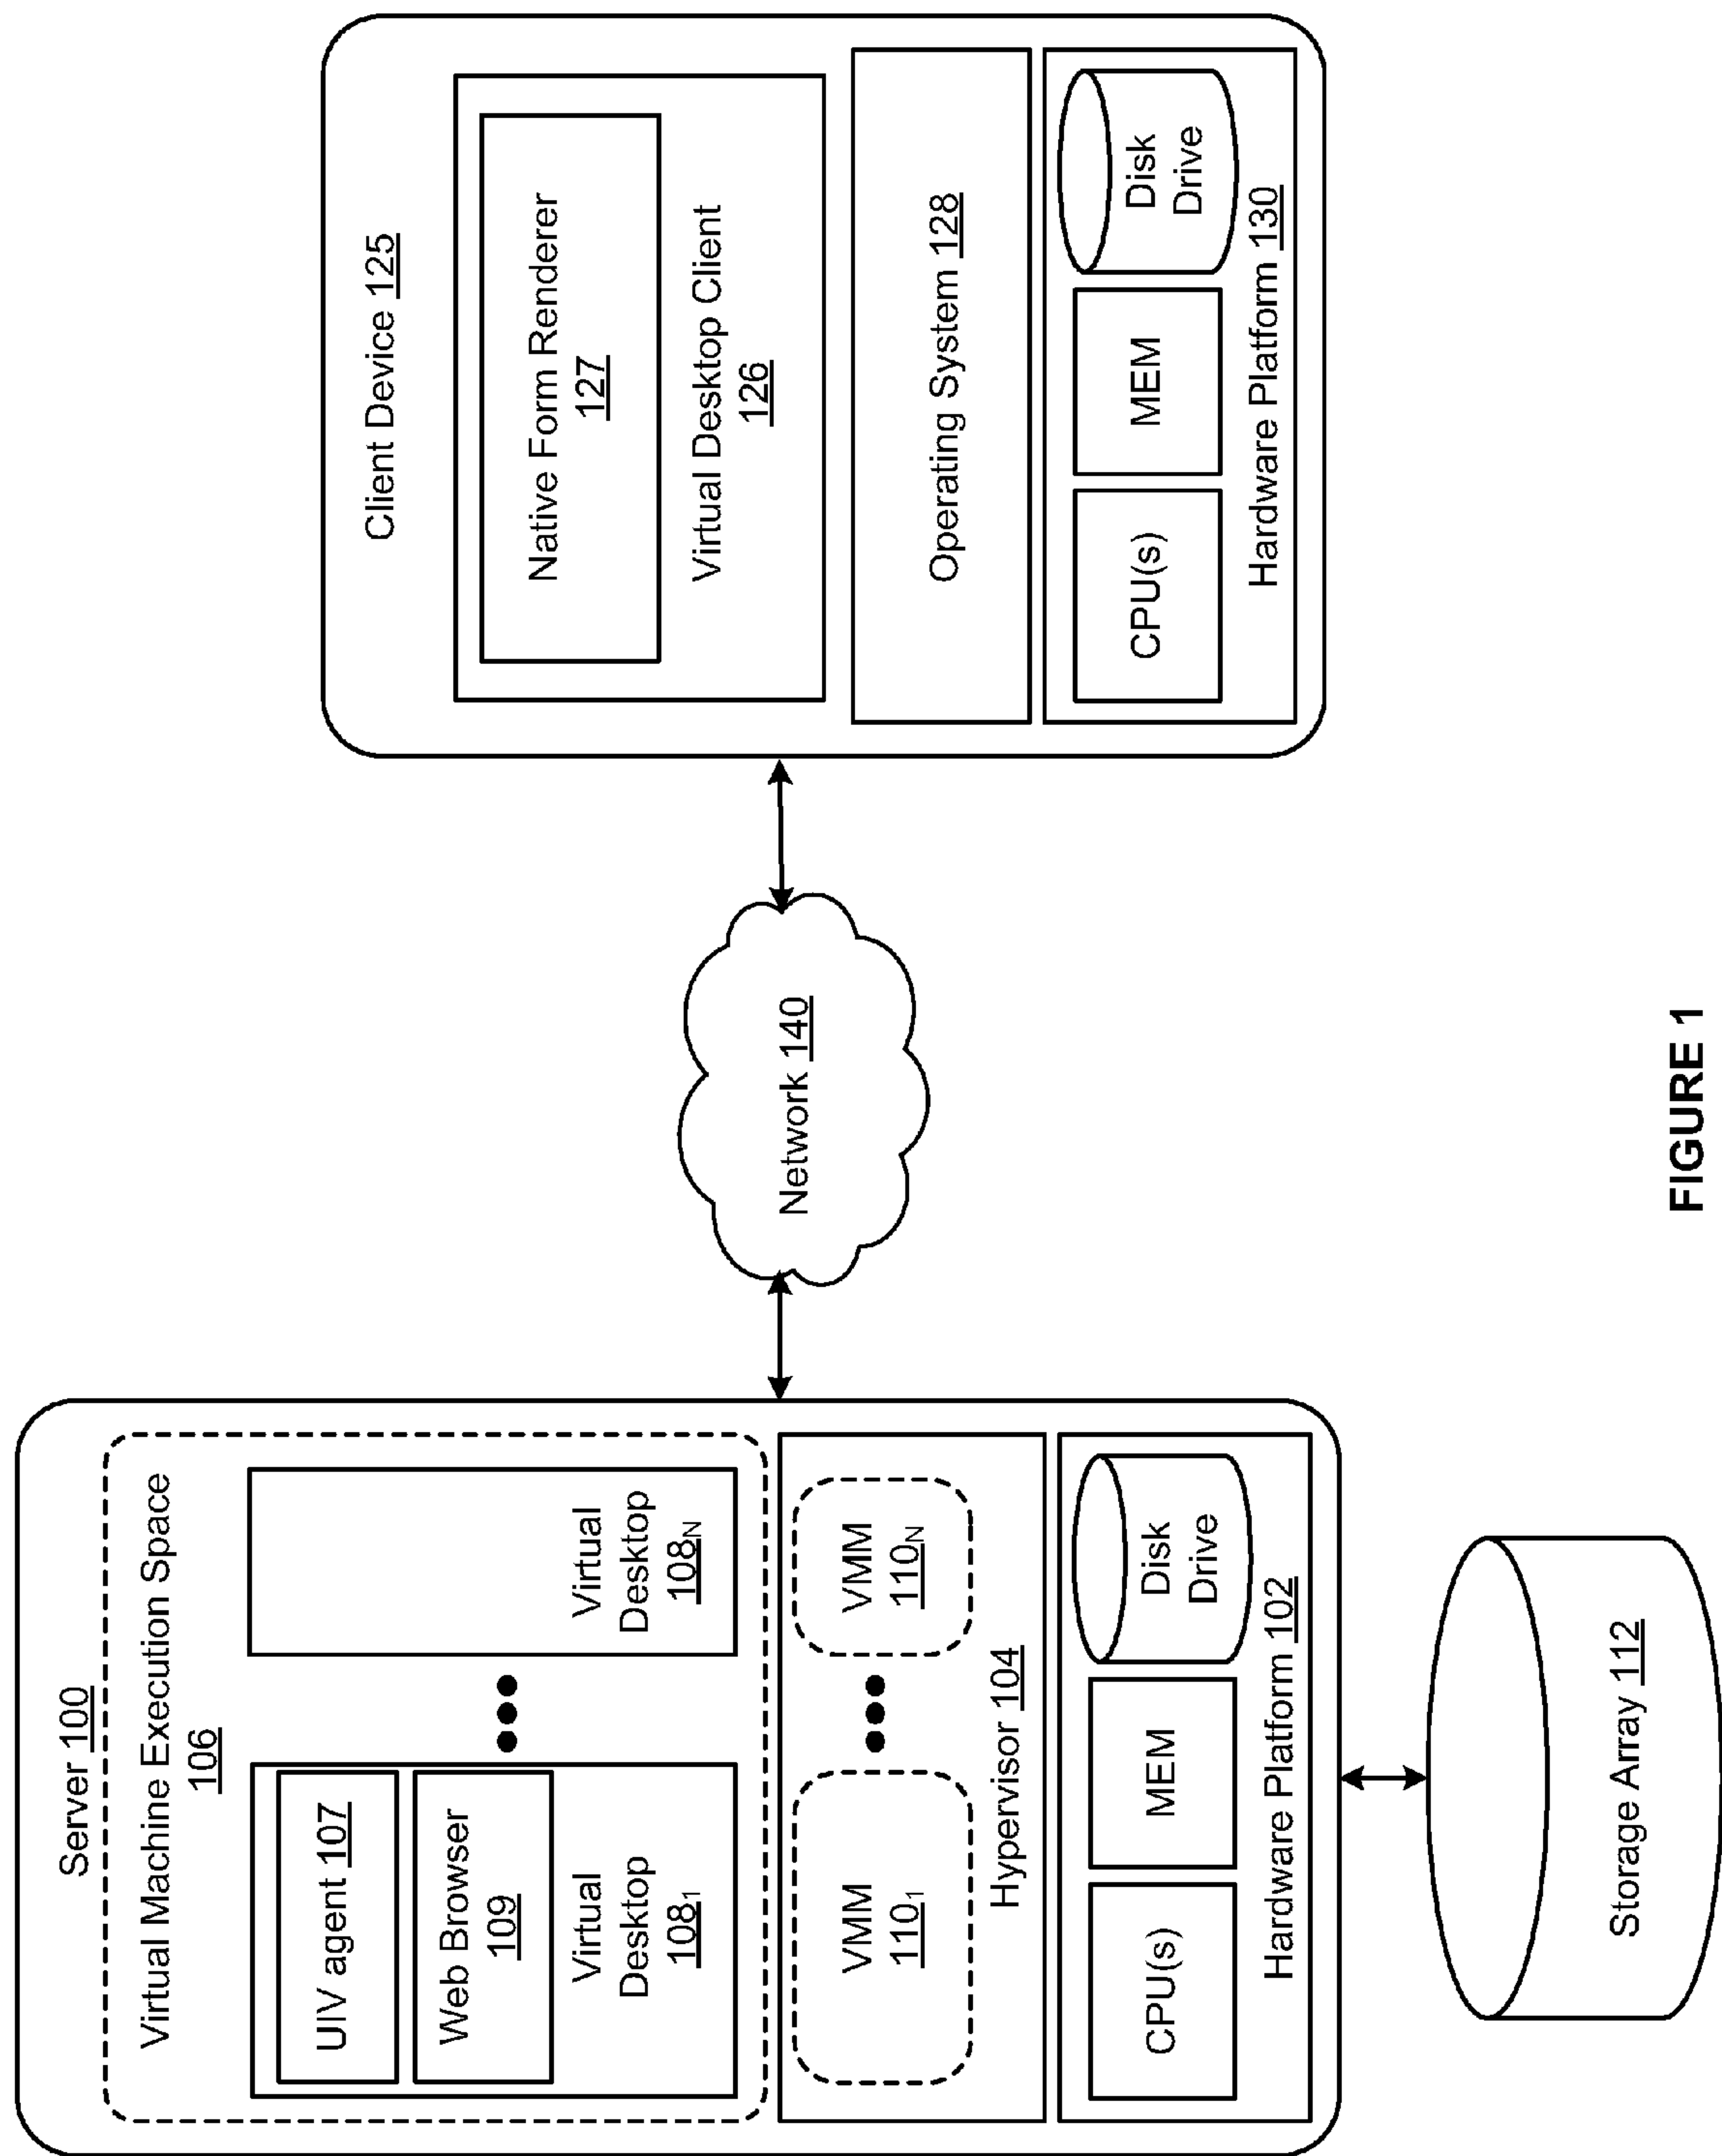 Server 100
Virtual Machine Execution Space
106
UIV agent 107
Web Browser
109
Virtual
Desktop
108₁
Virtual
Desktop
108N
VMM
110₁
VMM
110N
Hypervisor 104
CPU(s)
MEM
Disk
Drive
Hardware Platform 102
Storage Array 112
Network 140
Client Device 125
Native Form Renderer
127
Virtual Desktop Client
126
Operating System 128
CPU(s)
MEM
Disk
Drive
Hardware Platform 130
FIGURE 1